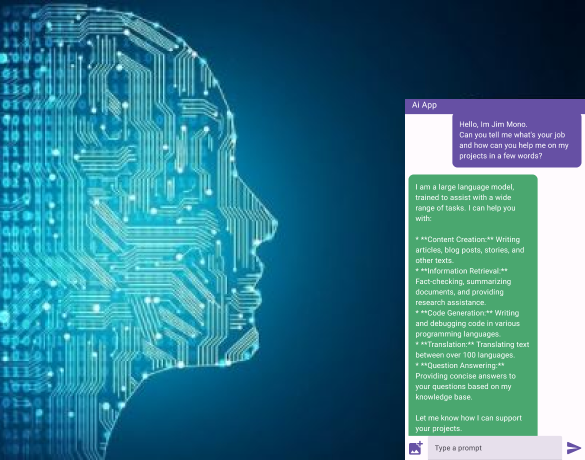 Ai App
Hello, Im Jim Mono.
Can you tell me what's your job
and how can you help me on my
projects in a few words?
I am a large language model,
trained to assist with a wide
range of tasks. I can help you
with:
* **Content Creation:** Writing
articles, blog posts, stories, and
other texts.
* **Information Retrieval:**
Fact-checking, summarizing
documents, and providing
research assistance.
* **Code Generation:** Writing
and debugging code in various
programming languages.
* **Translation:** Translating text
between over 100 languages.
* **Question Answering:**
Providing concise answers to
your questions based on my
knowledge base.
Let me know how I can support
your projects.
Type a prompt